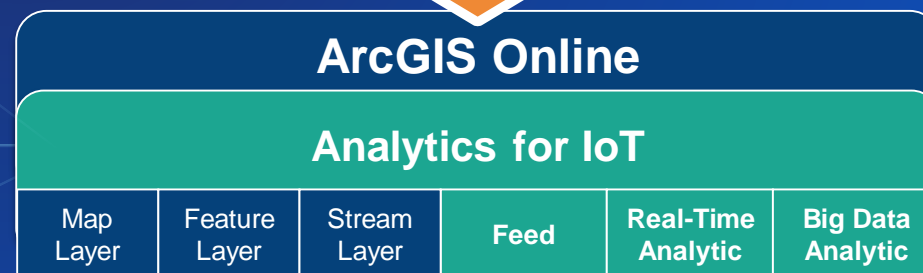 ArcGIS Online
Analytics for IoT
Map
Layer
Feature
Layer
Stream
Layer
Feed
Real-Time
Analytic
Big Data
Analytic